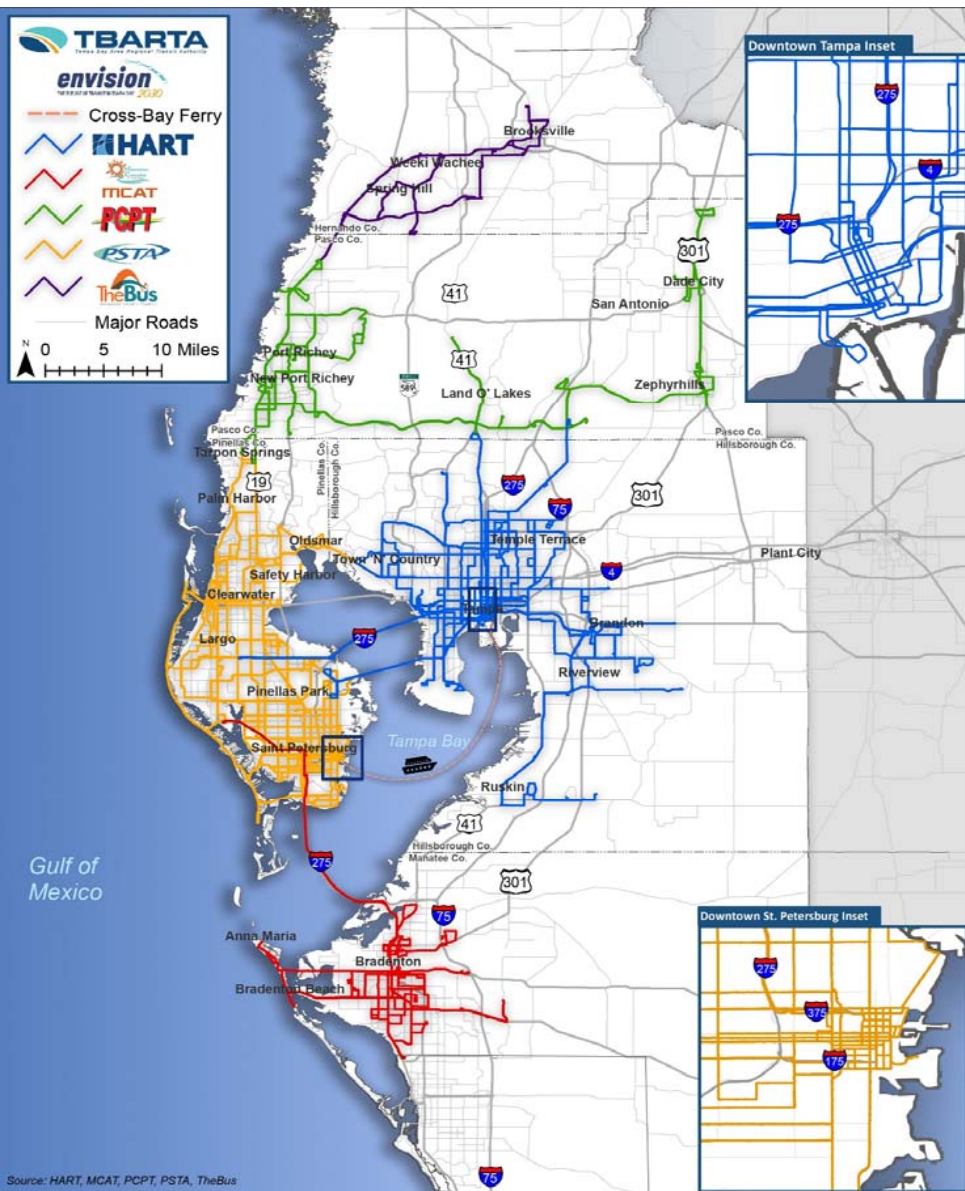 TBARTA
Tampa Bay Area Regional Transit Authority
envision
2030
Cross-Bay Ferry
HART
MCAT
PCPT
PSTA
TheBus
Major Roads
N
0 5 10 Miles
Downtown Tampa Inset
275
4
275
Brooksville
Weeki Wachee
Spring Hill
Hernando Co.
Pasco Co.
301
Dade City
41
San Antonio
Port Richey
41
New Port Richey
589
Land O' Lakes
Zephyrhills
Pasco Co.
Pinellas Co.
Pasco Co.
Hillsborough Co.
Tarpon Springs
Pinellas Co.
Hillsborough Co.
19
275
301
Palm Harbor
75
Oldsmar
Temple Terrace
Town 'N' Country
Plant City
Safety Harbor
4
Clearwater
Tampa
Brandon
Largo
275
Riverview
Pinellas Park
Saint Petersburg
Tampa Bay
Ruskin
41
Hillsborough Co.
Manatee Co.
275
301
Gulf of
Mexico
75
Anna Maria
Bradenton
Bradenton Beach
Downtown St. Petersburg Inset
275
375
175
75
Source: HART, MCAT, PCPT, PSTA, TheBus